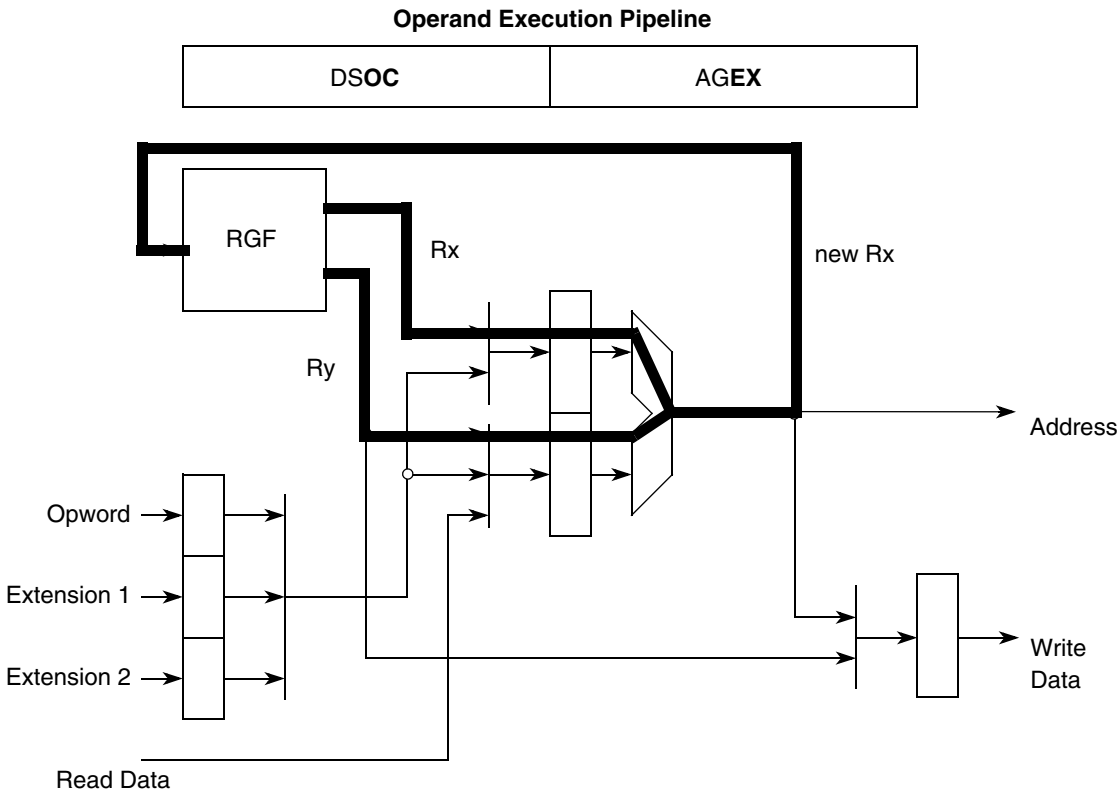 Operand Execution Pipeline
DSOC
AGEX
RGF
Rx
new Rx
Ry
Address
Opword
Extension 1
Extension 2
Write
Data
Read Data